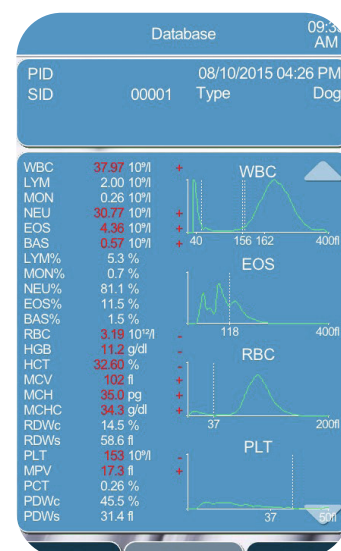 Database
09:3
AM
PID 08/10/2015 04:26 PM
SID 00001 Type Dog
WBC 37.97 10⁹/l +
LYM 2.00 10⁹/l
MON 0.26 10⁹/l
NEU 30.77 10⁹/l +
EOS 4.36 10⁹/l +
BAS 0.57 10⁹/l +
LYM% 5.3 %
MON% 0.7 %
NEU% 81.1 %
EOS% 11.5 %
BAS% 1.5 %
RBC 3.19 10¹²/l -
HGB 11.2 g/dl -
HCT 32.60 % -
MCV 102 fl +
MCH 35.0 pg +
MCHC 34.3 g/dl +
RDWc 14.5 %
RDWs 58.6 fl
PLT 153 10⁹/l -
MPV 17.3 fl +
PCT 0.26 %
PDWc 45.5 %
PDWs 31.4 fl
WBC
40 156 162 400fl
EOS
118 400fl
RBC
37 200fl
PLT
37 50fl